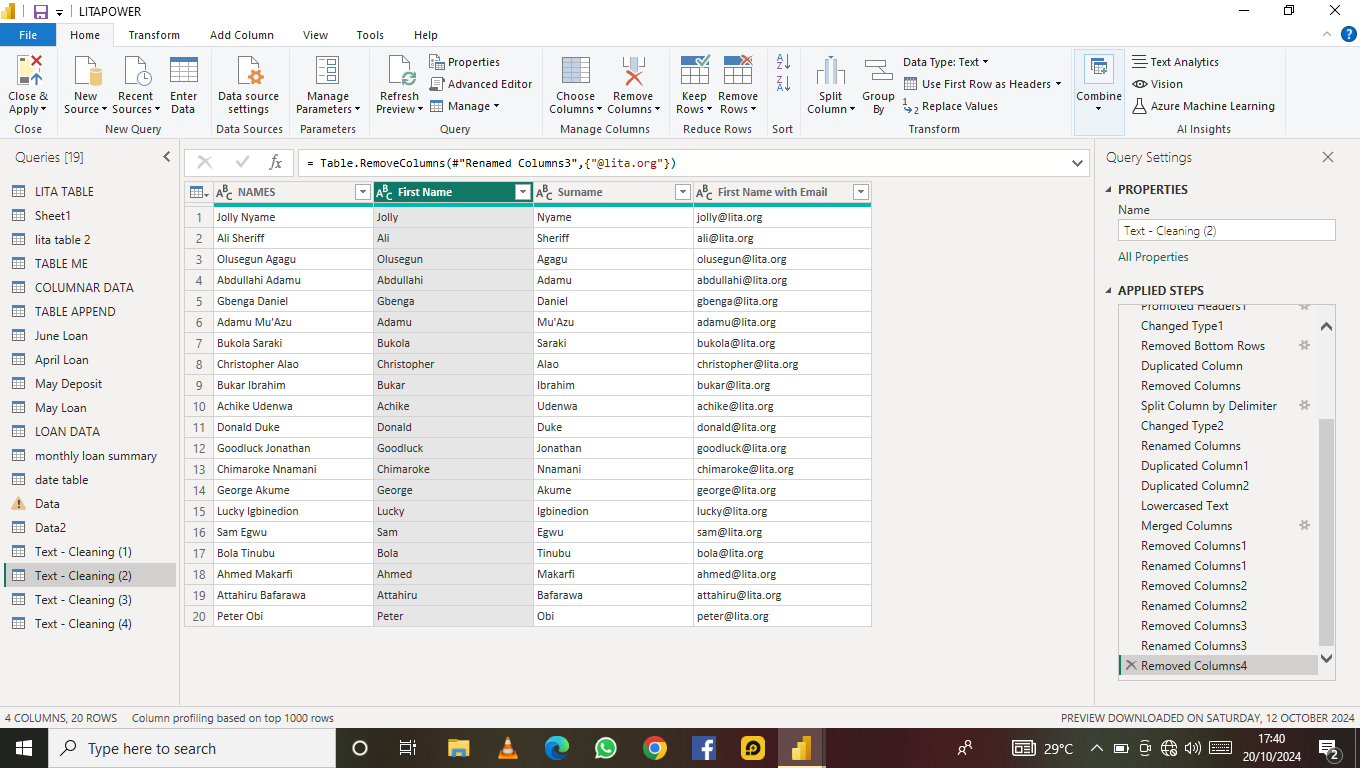 LITAPOWER
File Home Transform Add Column View Tools Help
Close & Apply
Close
New Source
Recent Sources
Enter Data
New Query
Data source settings
Data Sources
Manage Parameters
Parameters
Refresh Preview
Properties
Advanced Editor
Manage
Query
Choose Columns
Remove Columns
Manage Columns
Keep Rows
Remove Rows
Reduce Rows
Sort
Split Column
Group By
Data Type: Text
Use First Row as Headers
Replace Values
Transform
Combine
Text Analytics
Vision
Azure Machine Learning
AI Insights
Queries [19]
LITA TABLE
Sheet1
lita table 2
TABLE ME
COLUMNAR DATA
TABLE APPEND
June Loan
April Loan
May Deposit
May Loan
LOAN DATA
monthly loan summary
date table
Data
Data2
Text - Cleaning (1)
Text - Cleaning (2)
Text - Cleaning (3)
Text - Cleaning (4)
fx = Table.RemoveColumns(#"Renamed Columns3",{"@lita.org"})
NAMES First Name Surname First Name with Email
1 Jolly Nyame Jolly Nyame jolly@lita.org
2 Ali Sheriff Ali Sheriff ali@lita.org
3 Olusegun Agagu Olusegun Agagu olusegun@lita.org
4 Abdullahi Adamu Abdullahi Adamu abdullahi@lita.org
5 Gbenga Daniel Gbenga Daniel gbenga@lita.org
6 Adamu Mu'Azu Adamu Mu'Azu adamu@lita.org
7 Bukola Saraki Bukola Saraki bukola@lita.org
8 Christopher Alao Christopher Alao christopher@lita.org
9 Bukar Ibrahim Bukar Ibrahim bukar@lita.org
10 Achike Udenwa Achike Udenwa achike@lita.org
11 Donald Duke Donald Duke donald@lita.org
12 Goodluck Jonathan Goodluck Jonathan goodluck@lita.org
13 Chimaroke Nnamani Chimaroke Nnamani chimaroke@lita.org
14 George Akume George Akume george@lita.org
15 Lucky Igbinedion Lucky Igbinedion lucky@lita.org
16 Sam Egwu Sam Egwu sam@lita.org
17 Bola Tinubu Bola Tinubu bola@lita.org
18 Ahmed Makarfi Ahmed Makarfi ahmed@lita.org
19 Attahiru Bafarawa Attahiru Bafarawa attahiru@lita.org
20 Peter Obi Peter Obi peter@lita.org
Query Settings
PROPERTIES
Name
Text - Cleaning (2)
All Properties
APPLIED STEPS
Promoted Headers1
Changed Type1
Removed Bottom Rows
Duplicated Column
Removed Columns
Split Column by Delimiter
Changed Type2
Renamed Columns
Duplicated Column1
Duplicated Column2
Lowercased Text
Merged Columns
Removed Columns1
Renamed Columns1
Removed Columns2
Renamed Columns2
Removed Columns3
Renamed Columns3
Removed Columns4
4 COLUMNS, 20 ROWS Column profiling based on top 1000 rows PREVIEW DOWNLOADED ON SATURDAY, 12 OCTOBER 2024
Type here to search 29°C 17:40
20/10/2024 2